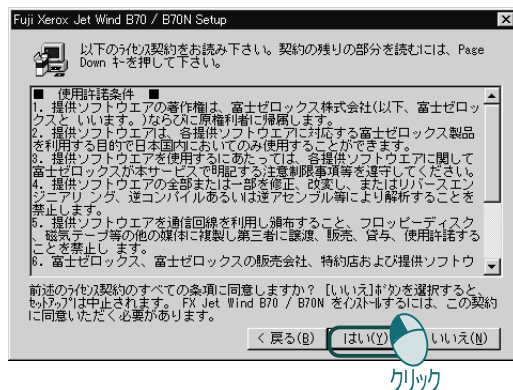 Fuji Xerox Jet Wind B70 / B70N Setup
以下のﾗｲｾﾝｽ契約をお読み下さい。契約の残りの部分を読むには、Page
Down ｷｰを押して下さい。
■ 使用許諾条件 ■
1. 提供ソフトウエアの著作権は、富士ゼロックス株式会社(以下、富士ゼロッ
クスと いいます。)ならびに原権利者に帰属します。
2. 提供ソフトウエアは、各提供ソフトウエアに対応する富士ゼロックス製品
を利用する目的で日本国内においてのみ使用することができます。
3. 提供ソフトウエアを使用するにあたっては、各提供ソフトウエアに関して
富士ゼロックスが本サービスで明記する注意制限事項等を遵守してください。
4. 提供ソフトウエアの全部または一部を修正、改変し、またはリバースエン
ジニアリ ング、逆コンパイルあるいは逆アセンブル等により解析することを
禁止します。
5. 提供ソフトウエアを通信回線を利用し頒布すること、フロッピーディスク
、磁気テープ等の他の媒体に複製し第三者に譲渡、販売、貸与、使用許諾する
ことを禁止し ます。
6. 富士ゼロックス、富士ゼロックスの販売会社、特約店および提供ソフトウ
前述のﾗｲｾﾝｽ契約のすべての条項に同意しますか? [いいえ]ﾎﾞﾀﾝを選択すると、
ｾｯﾄｱｯﾌﾟは中止されます。 FX Jet Wind B70 / B70N をｲﾝｽﾄｰﾙするには、この契約
に同意いただく必要があります。
< 戻る(B) はい(Y) いいえ(N)
クリック